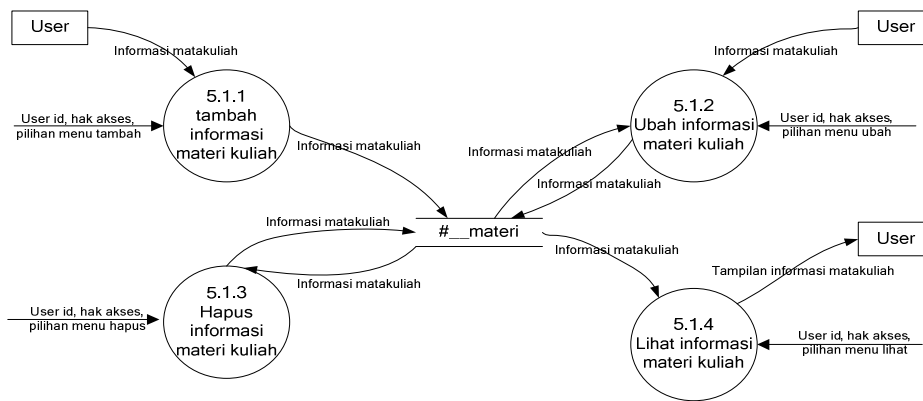 User
Informasi matakuliah
5.1.1
tambah
informasi
materi kuliah
User id, hak akses,
pilihan menu tambah
Informasi matakuliah
User
Informasi matakuliah
5.1.2
Ubah informasi
materi kuliah
User id, hak akses,
pilihan menu ubah
Informasi matakuliah
Informasi matakuliah
#__materi
Informasi matakuliah
Informasi matakuliah
5.1.3
Hapus
informasi
materi kuliah
User id, hak akses,
pilihan menu hapus
Informasi matakuliah
User
Tampilan informasi matakuliah
5.1.4
Lihat informasi
materi kuliah
User id, hak akses,
pilihan menu lihat